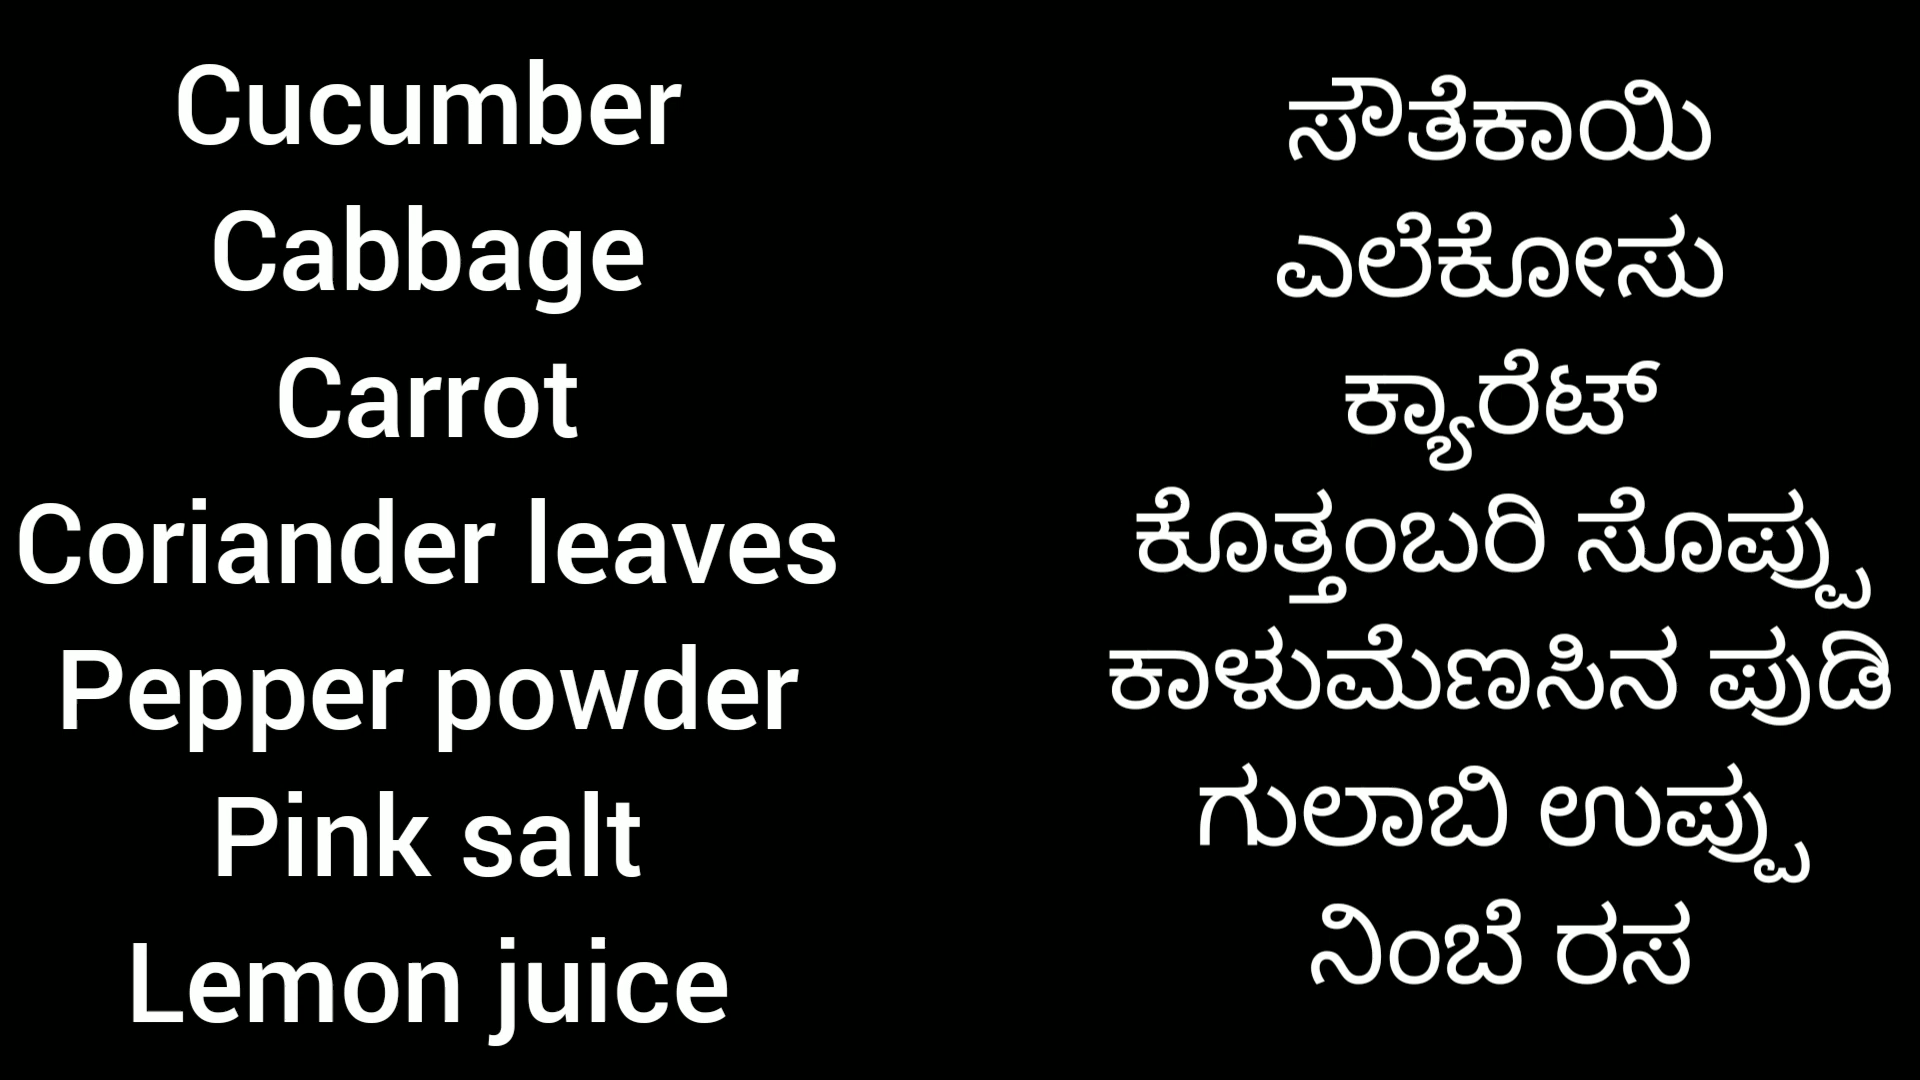 Cucumber
Cabbage
Carrot
Coriander leaves
Pepper powder
Pink salt
Lemon juice
ಸೌತೆಕಾಯಿ
ಎಲೆಕೋಸು
ಕ್ಯಾರೆಟ್
ಕೊತ್ತಂಬರಿ ಸೊಪ್ಪು
ಕಾಳುಮೆಣಸಿನ ಪುಡಿ
ಗುಲಾಬಿ ಉಪ್ಪು
ನಿಂಬೆ ರಸ